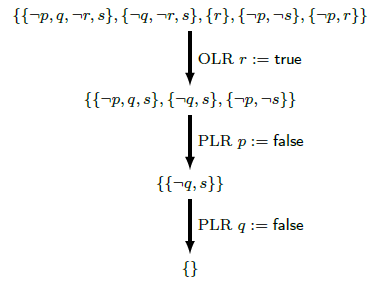 {{¬p, q, ¬r, s}, {¬q, ¬r, s}, {r}, {¬p, ¬s}, {¬p, r}}
OLR r := true
{{¬p, q, s}, {¬q, s}, {¬p, ¬s}}
PLR p := false
{{¬q, s}}
PLR q := false
{}